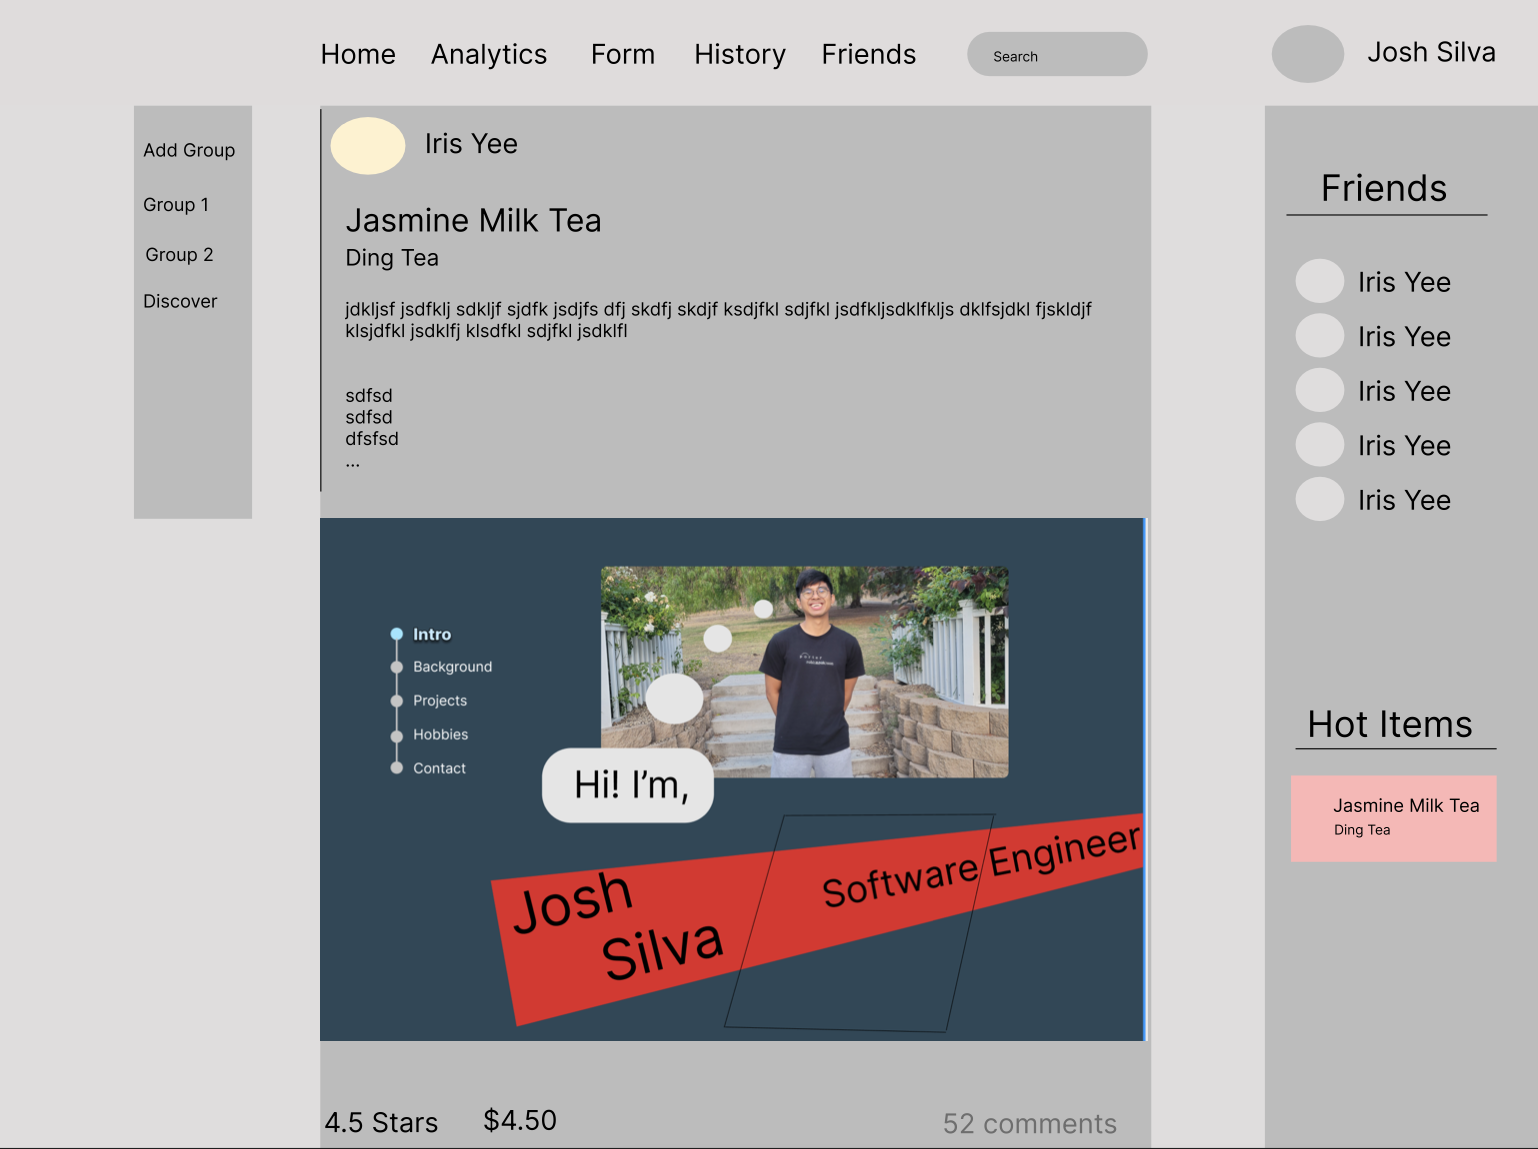 Home Analytics Form History Friends Search Josh Silva
Add Group
Group 1
Group 2
Discover
Iris Yee
Jasmine Milk Tea
Ding Tea
jdkljsf jsdfklj sdkljf sjdfk jsdjfs dfj skdfj skdjf ksdjfkl sdjfkl jsdfkljsdklfkljs dklfsjdkl fjskldjf
klsjdfkl jsdklfj klsdfkl sdjfkl jsdklfl
sdfsd
sdfsd
dfsfsd
...
Intro
Background
Projects
Hobbies
Contact
Hi! I’m,
Josh
Silva
Software Engineer
4.5 Stars $4.50 52 comments
Friends
Iris Yee
Iris Yee
Iris Yee
Iris Yee
Iris Yee
Hot Items
Jasmine Milk Tea
Ding Tea